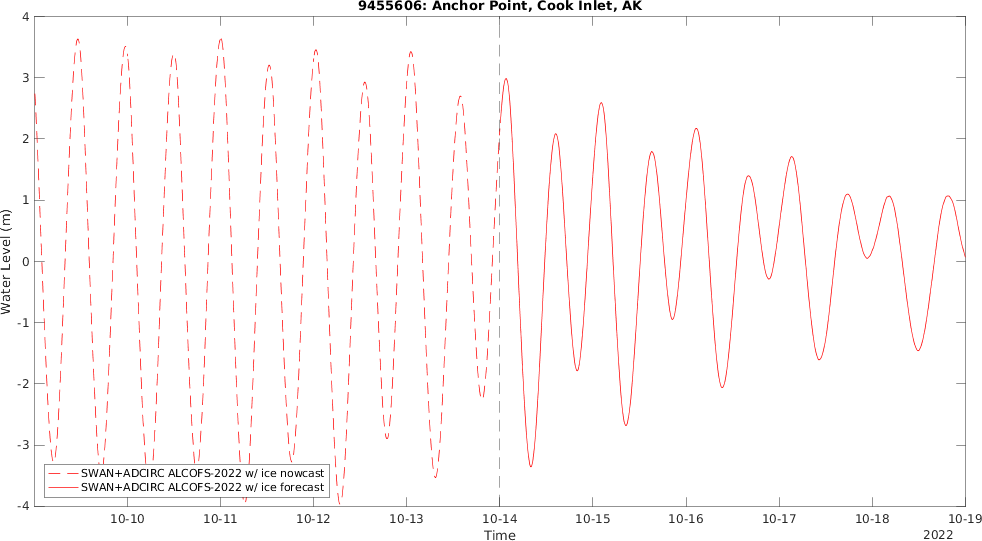 9455606: Anchor Point, Cook Inlet, AK
Water Level (m)
4
3
2
1
0
-1
-2
-3
-4
SWAN+ADCIRC ALCOFS-2022 w/ ice nowcast
SWAN+ADCIRC ALCOFS-2022 w/ ice forecast
10-10 10-11 10-12 10-13 10-14 10-15 10-16 10-17 10-18 10-19
Time
2022